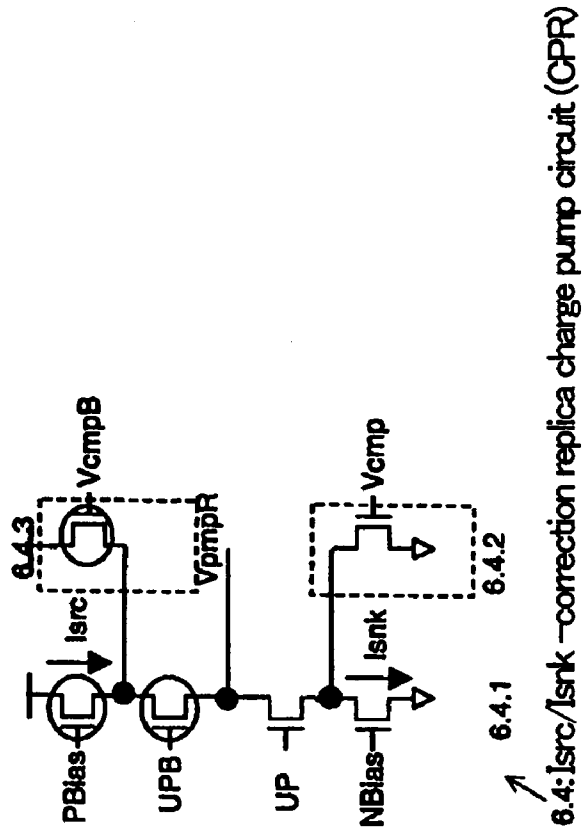 6.4.3
PBias
Isrc
VcmpB
UPB
VpmpR
UP
NBias
Isnk
Vcmp
6.4.1
6.4.2
6.4:Isrc/Isnk-correction replica charge pump circuit (CPR)